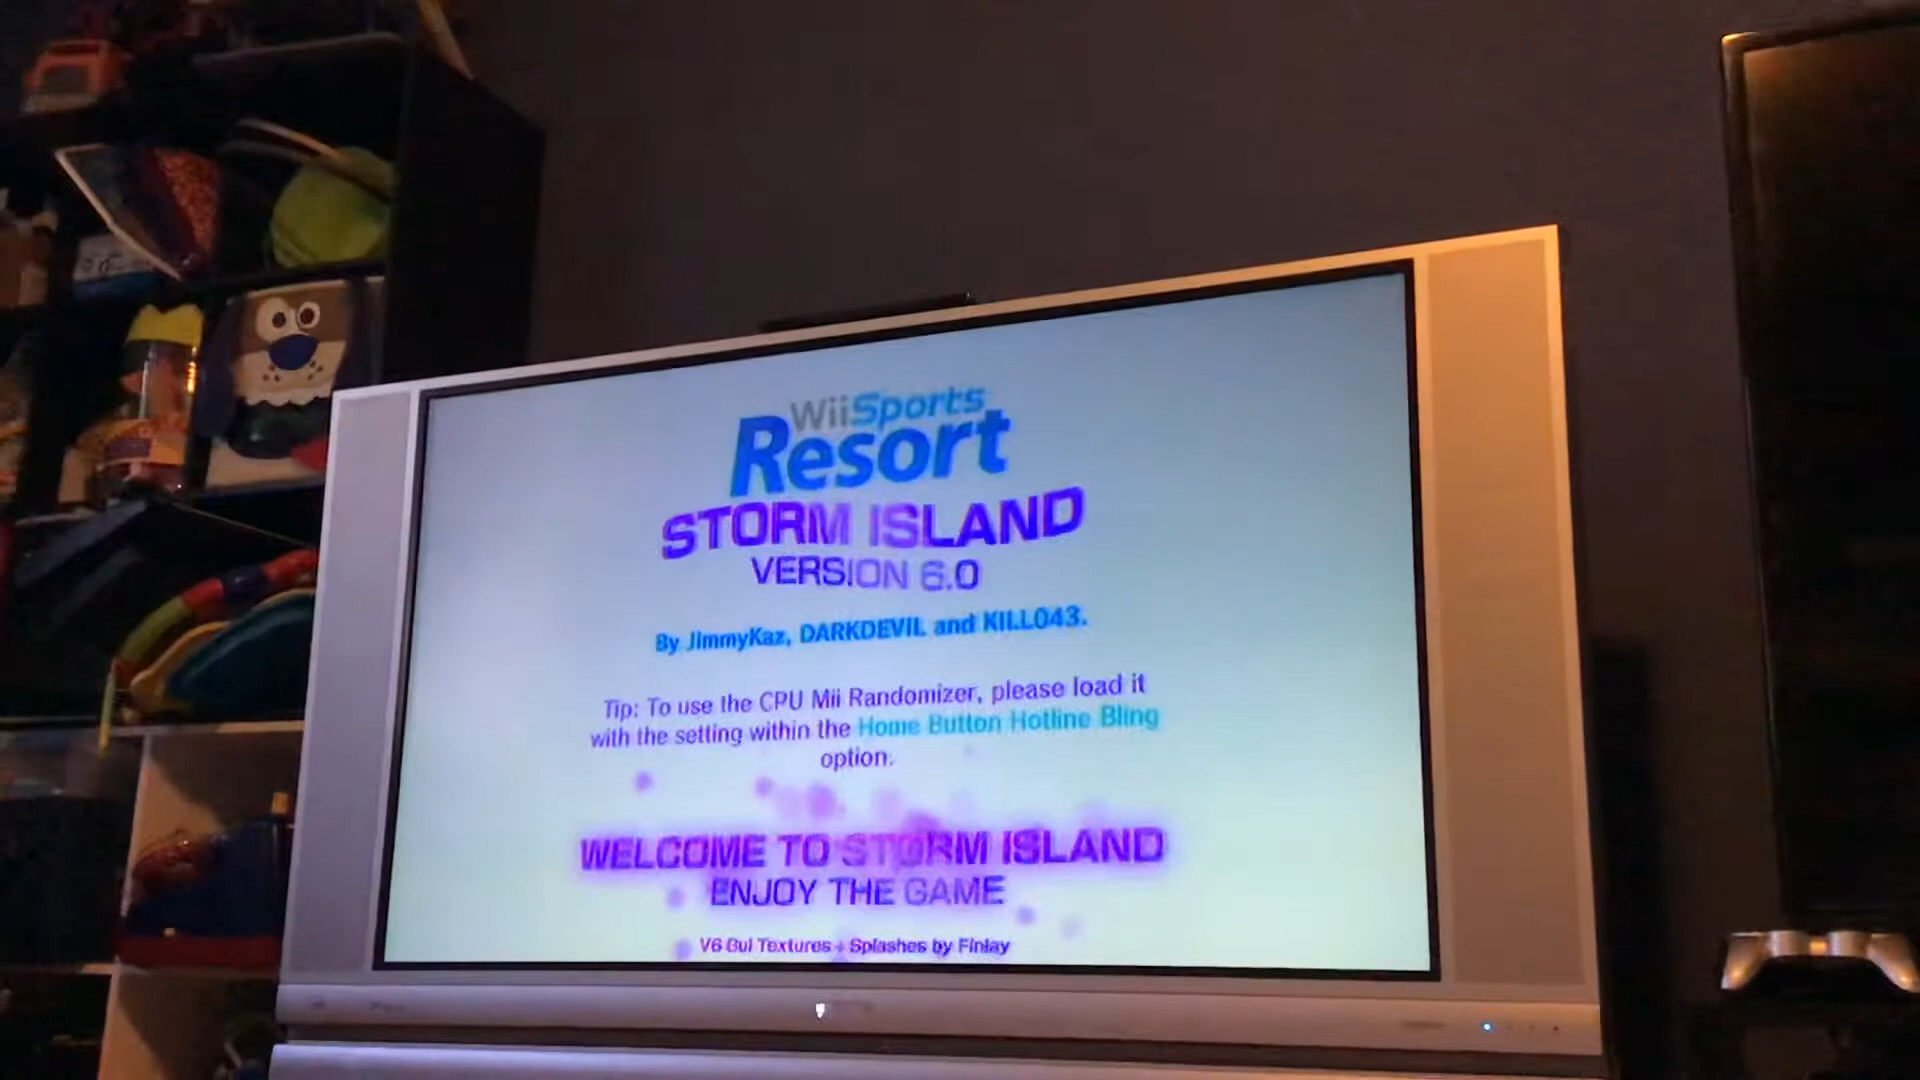 WiiSports
Resort
STORM ISLAND
VERSION 6.0
By JimmyKaz, DARKDEVIL and KILL043.
Tip: To use the CPU Mii Randomizer, please load it
with the setting within the Home Button Hotline Bling
option.
WELCOME TO STORM ISLAND
ENJOY THE GAME
V6 Gui Textures + Splashes by Finlay